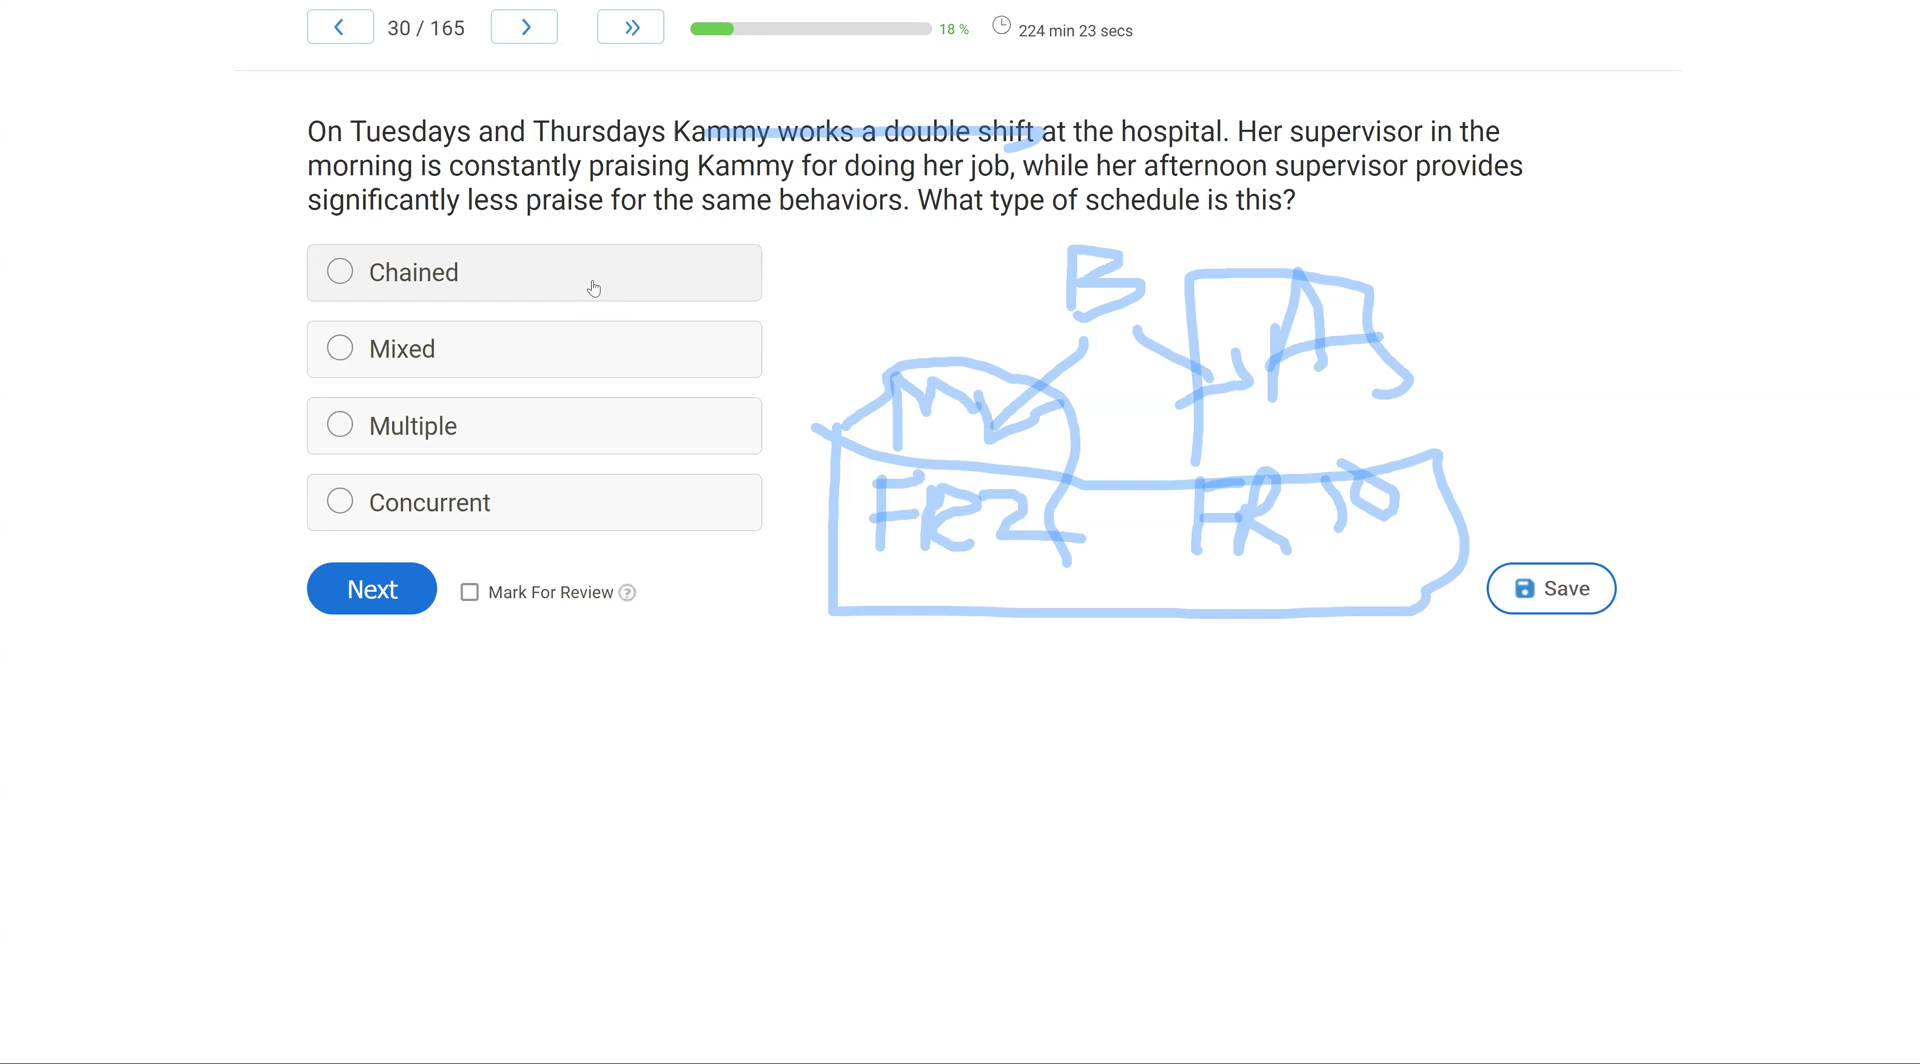 30 / 165
18 %
224 min 23 secs
On Tuesdays and Thursdays Kammy works a double shift at the hospital. Her supervisor in the
morning is constantly praising Kammy for doing her job, while her afternoon supervisor provides
significantly less praise for the same behaviors. What type of schedule is this?
Chained
Mixed
Multiple
Concurrent
B
M
A
FR2
FR 10
Next
Mark For Review ?
Save